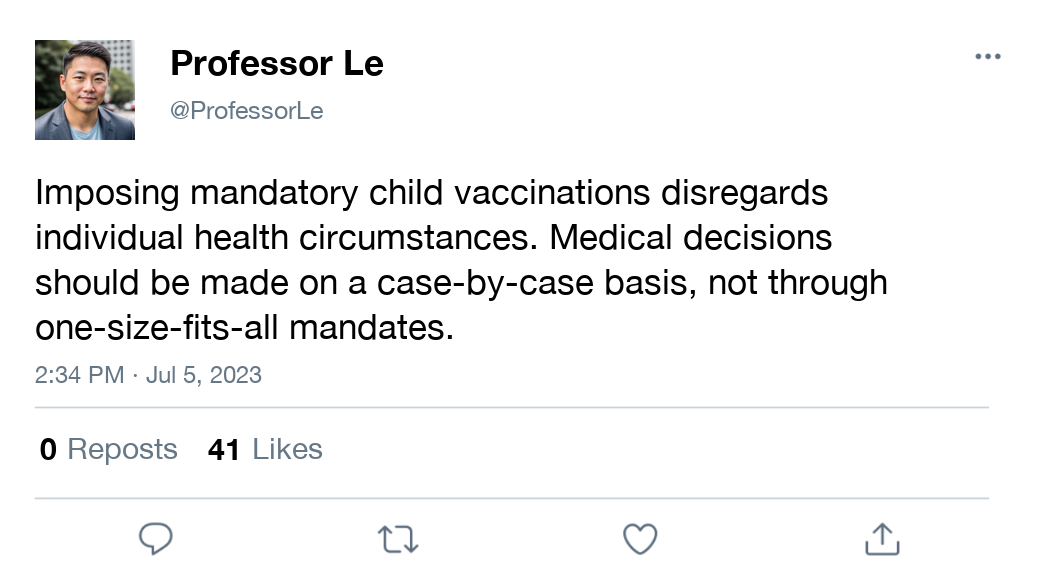 Professor Le
@ProfessorLe
Imposing mandatory child vaccinations disregards
individual health circumstances. Medical decisions
should be made on a case-by-case basis, not through
one-size-fits-all mandates.
2:34 PM · Jul 5, 2023
0 Reposts 41 Likes